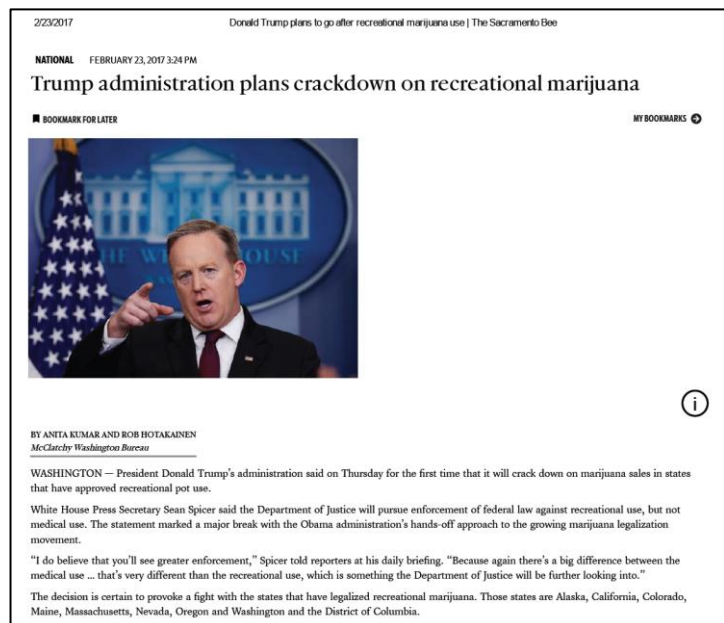 2/23/2017 Donald Trump plans to go after recreational marijuana use | The Sacramento Bee
NATIONAL FEBRUARY 23, 2017 3:24 PM
Trump administration plans crackdown on recreational marijuana
BOOKMARK FOR LATER MY BOOKMARKS
THE WHITE HOUSE
BY ANITA KUMAR AND ROB HOTAKAINEN
McClatchy Washington Bureau
WASHINGTON — President Donald Trump's administration said on Thursday for the first time that it will crack down on marijuana sales in states
that have approved recreational pot use.
White House Press Secretary Sean Spicer said the Department of Justice will pursue enforcement of federal law against recreational use, but not
medical use. The statement marked a major break with the Obama administration's hands-off approach to the growing marijuana legalization
movement.
"I do believe that you'll see greater enforcement," Spicer told reporters at his daily briefing. "Because again there's a big difference between the
medical use ... that's very different than the recreational use, which is something the Department of Justice will be further looking into."
The decision is certain to provoke a fight with the states that have legalized recreational marijuana. Those states are Alaska, California, Colorado,
Maine, Massachusetts, Nevada, Oregon and Washington and the District of Columbia.